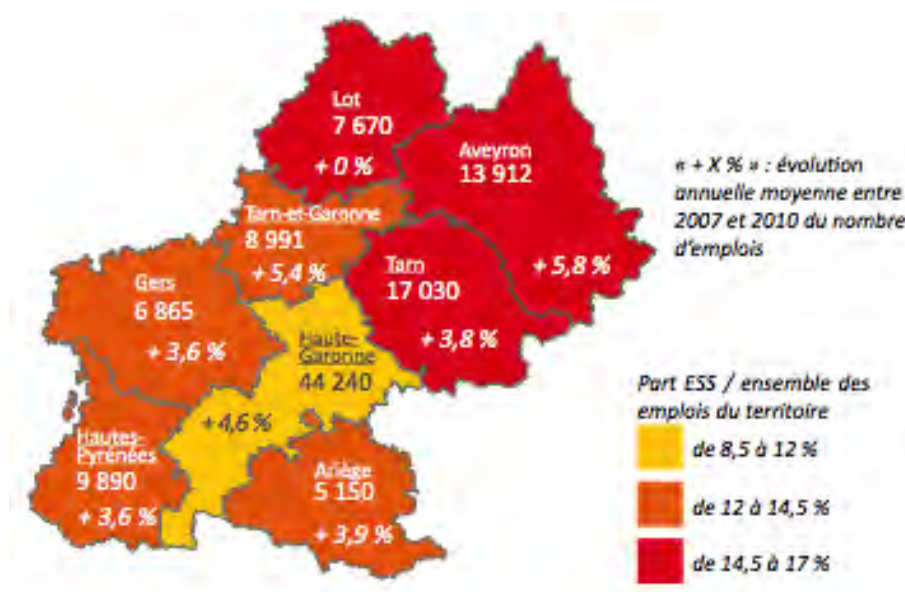 Lot
7 670
+ 0 %
Aveyron
13 912
+ 5,8 %
Tarn-et-Garonne
8 991
+ 5,4 %
Tarn
17 030
+ 3,8 %
Gers
6 865
+ 3,6 %
Haute-
Garonne
44 240
+4,6 %
Hautes-
Pyrénées
9 890
+ 3,6 %
Ariège
5 150
+ 3,9 %
« + X % » : évolution
annuelle moyenne entre
2007 et 2010 du nombre
d'emplois
Part ESS / ensemble des
emplois du territoire
de 8,5 à 12 %
de 12 à 14,5 %
de 14,5 à 17 %